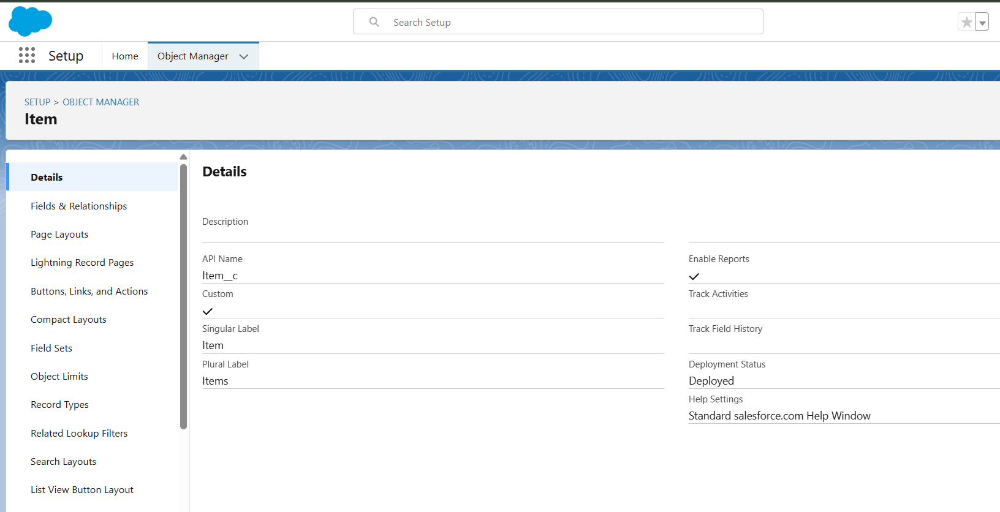 Search Setup
Setup
Home
Object Manager
SETUP > OBJECT MANAGER
Item
Details
Fields & Relationships
Page Layouts
Lightning Record Pages
Buttons, Links, and Actions
Compact Layouts
Field Sets
Object Limits
Record Types
Related Lookup Filters
Search Layouts
List View Button Layout
Details
Description
API Name
Item__c
Custom
Singular Label
Item
Plural Label
Items
Enable Reports
Track Activities
Track Field History
Deployment Status
Deployed
Help Settings
Standard salesforce.com Help Window